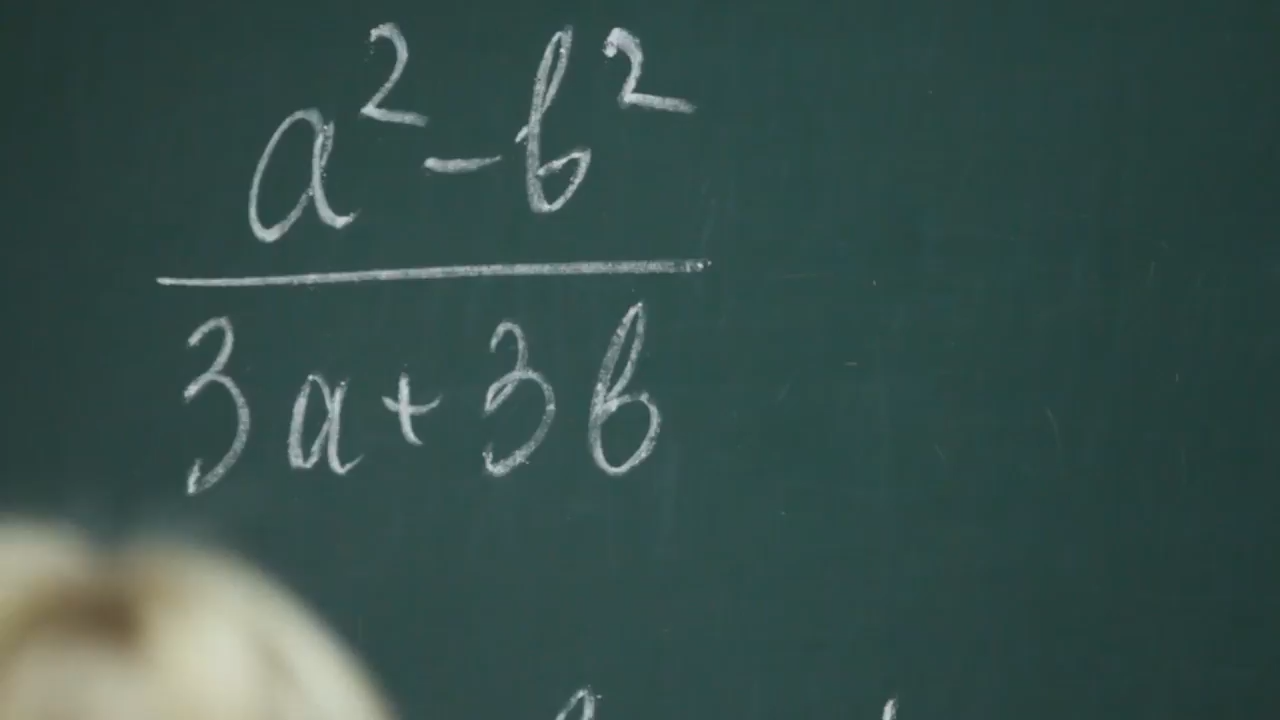 a² - b²
3a + 3b